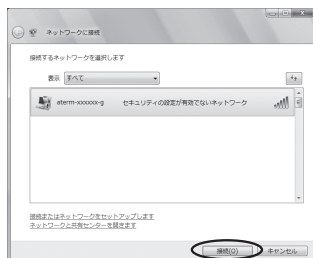 ネットワークに接続
接続するネットワークを選択します
表示 すべて
aterm-xxxxxx-g セキュリティの設定が有効でないネットワーク
接続またはネットワークをセットアップします
ネットワークと共有センターを開きます
接続(O) キャンセル